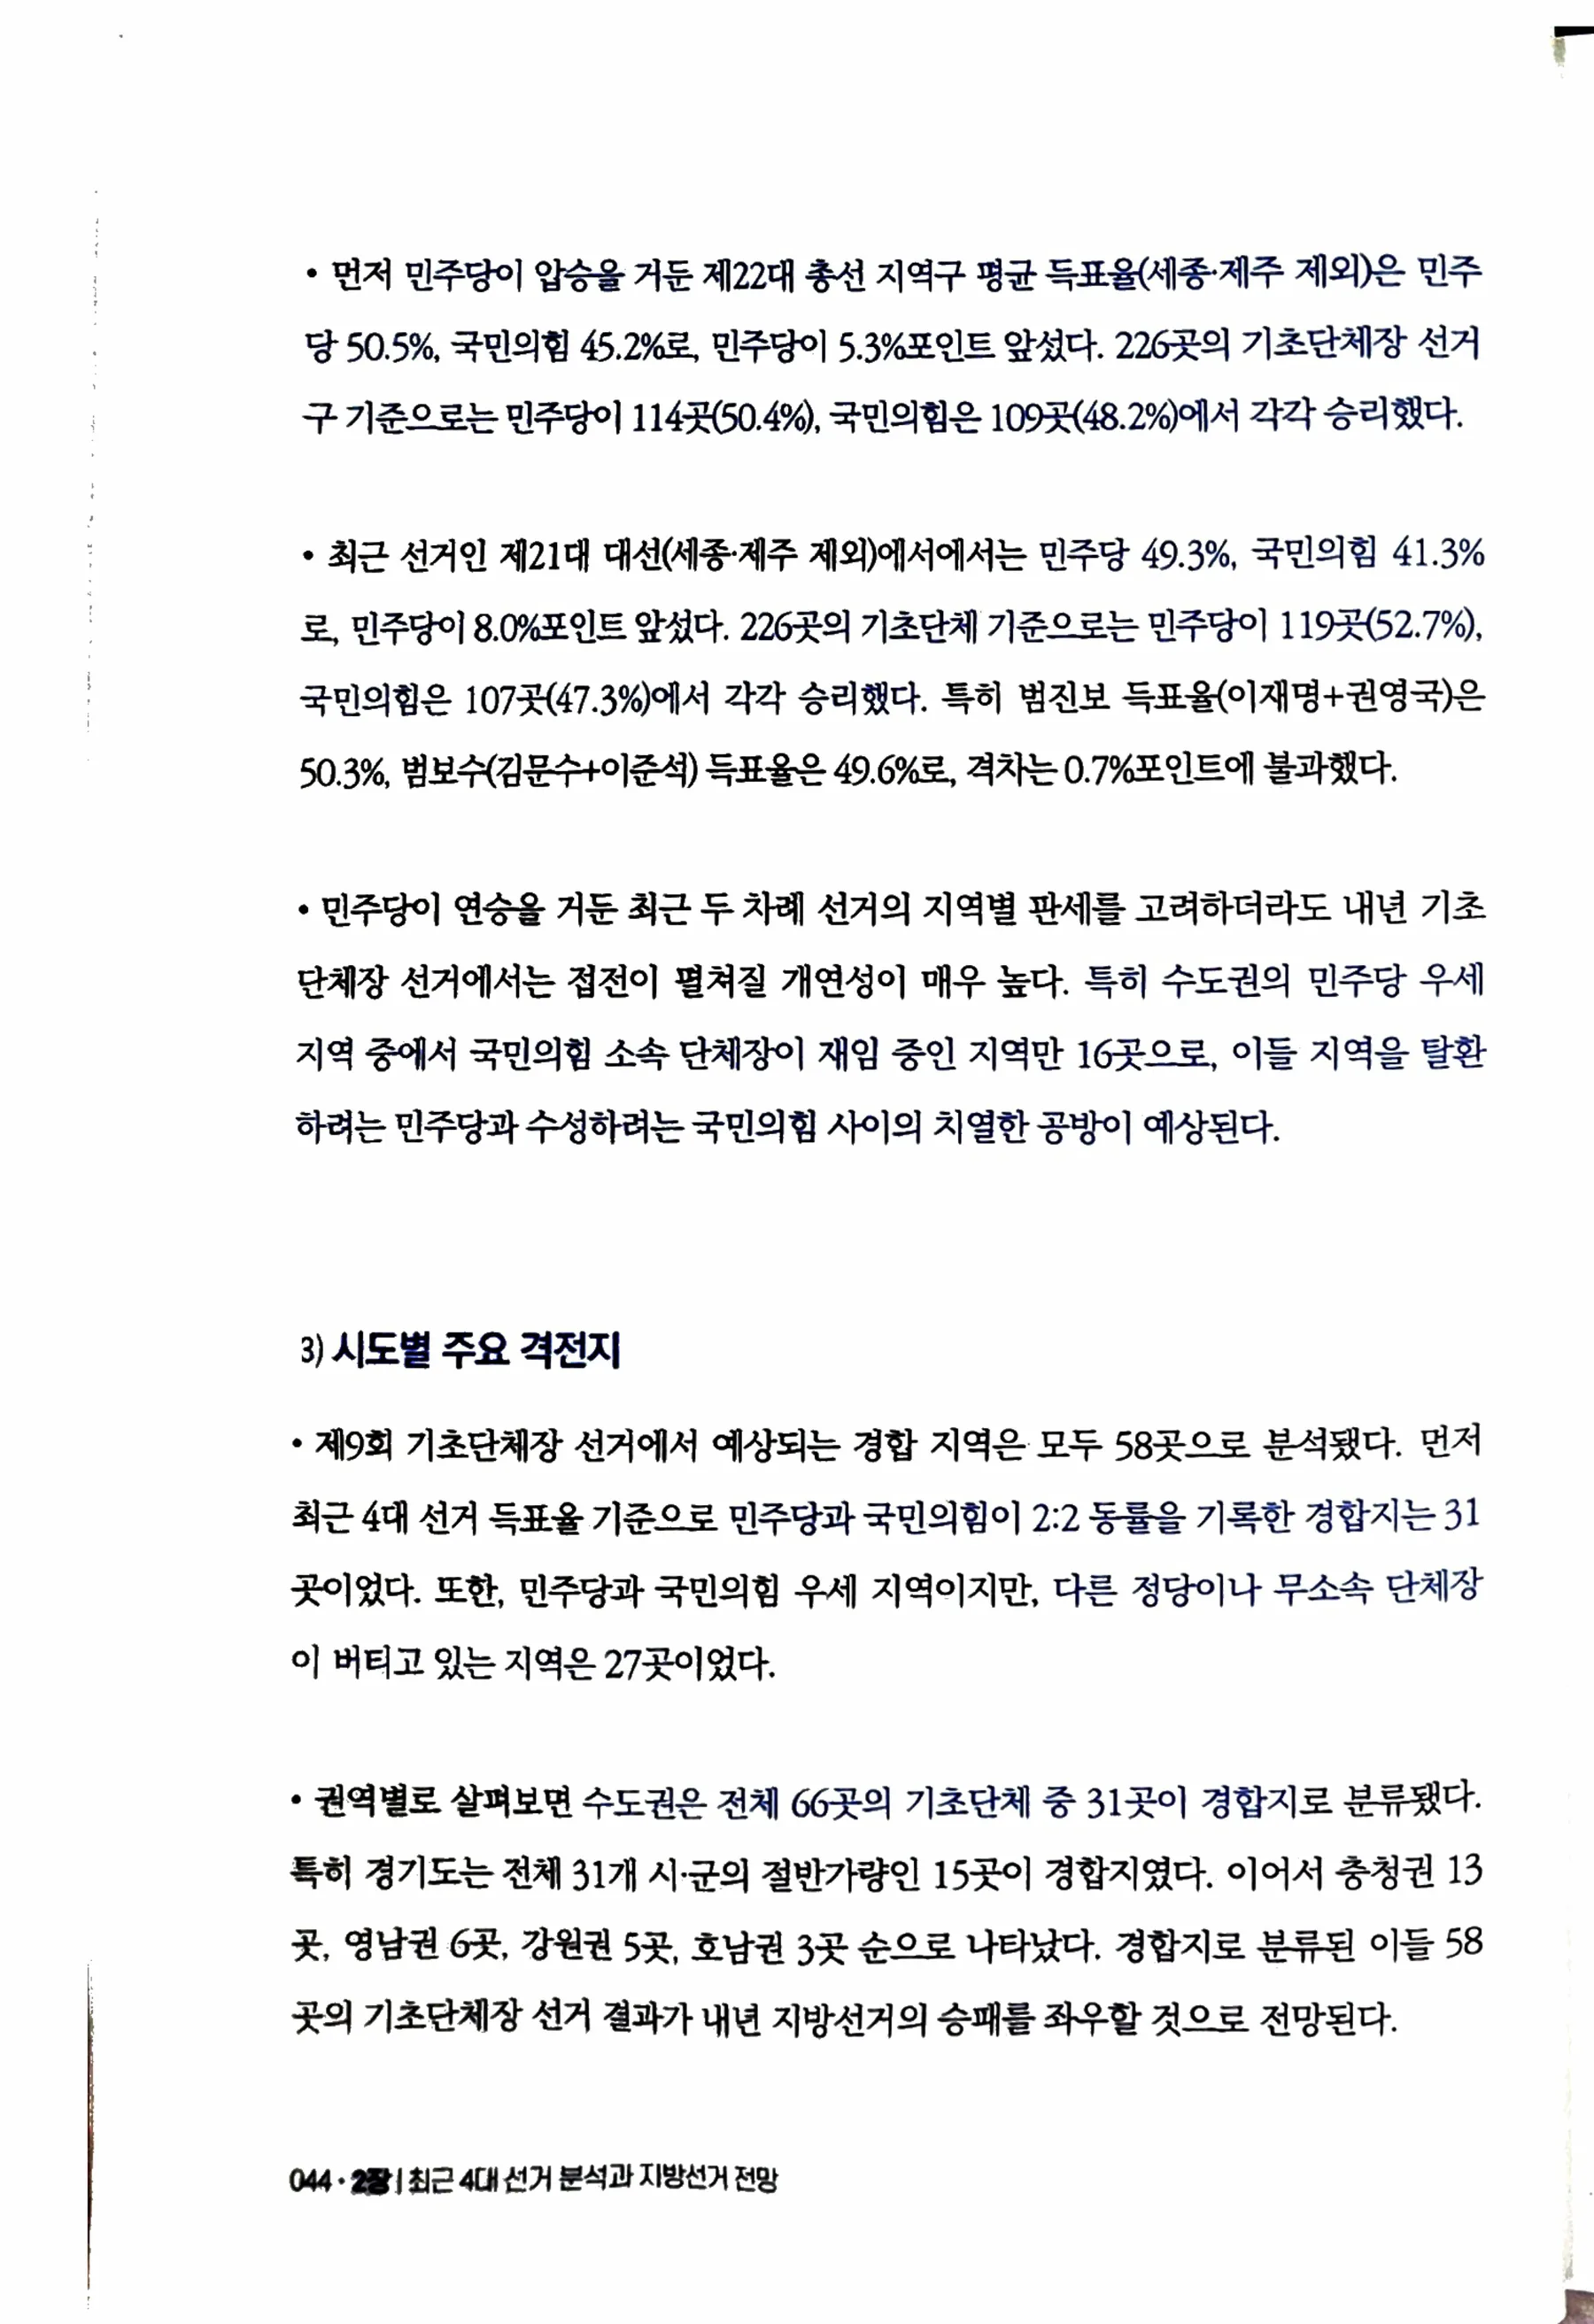 • 먼저 민주당이 압승을 거둔 제22대 총선 지역구 평균 득표율(세종·제주 제외)은 민주
당 50.5%, 국민의힘 45.2%로, 민주당이 5.3%포인트 앞섰다. 226곳의 기초단체장 선거
구 기준으로는 민주당이 114곳(50.4%), 국민의힘은 109곳(48.2%)에서 각각 승리했다.
• 최근 선거인 제21대 대선(세종·제주 제외)에서에서는 민주당 49.3%, 국민의힘 41.3%
로, 민주당이 8.0%포인트 앞섰다. 226곳의 기초단체 기준으로는 민주당이 119곳(52.7%),
국민의힘은 107곳(47.3%)에서 각각 승리했다. 특히 범진보 득표율(이재명+권영국)은
50.3%, 범보수(김문수+이준석) 득표율은 49.6%로, 격차는 0.7%포인트에 불과했다.
• 민주당이 연승을 거둔 최근 두 차례 선거의 지역별 판세를 고려하더라도 내년 기초
단체장 선거에서는 접전이 펼쳐질 개연성이 매우 높다. 특히 수도권의 민주당 우세
지역 중에서 국민의힘 소속 단체장이 재임 중인 지역만 16곳으로, 이들 지역을 탈환
하려는 민주당과 수성하려는 국민의힘 사이의 치열한 공방이 예상된다.
3) 시도별 주요 격전지
• 제9회 기초단체장 선거에서 예상되는 경합 지역은 모두 58곳으로 분석됐다. 먼저
최근 4대 선거 득표율 기준으로 민주당과 국민의힘이 2:2 동률을 기록한 경합지는 31
곳이었다. 또한, 민주당과 국민의힘 우세 지역이지만, 다른 정당이나 무소속 단체장
이 버티고 있는 지역은 27곳이었다.
• 권역별로 살펴보면 수도권은 전체 66곳의 기초단체 중 31곳이 경합지로 분류됐다.
특히 경기도는 전체 31개 시·군의 절반가량인 15곳이 경합지였다. 이어서 충청권 13
곳, 영남권 6곳, 강원권 5곳, 호남권 3곳 순으로 나타났다. 경합지로 분류된 이들 58
곳의 기초단체장 선거 결과가 내년 지방선거의 승패를 좌우할 것으로 전망된다.
044 · 2장 | 최근 4대 선거 분석과 지방선거 전망